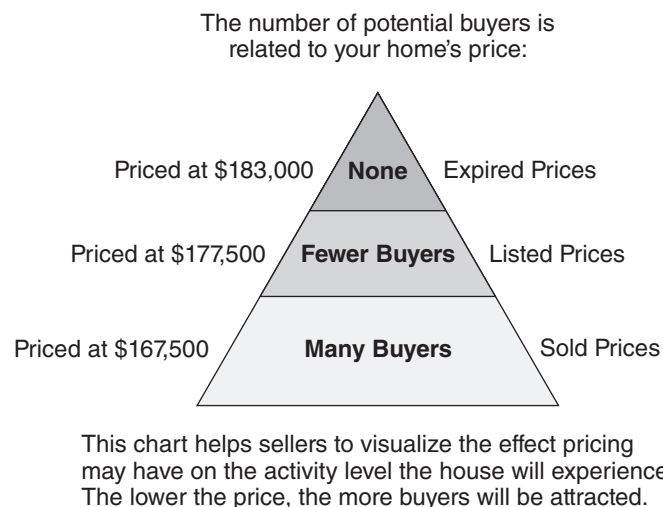 The number of potential buyers is
related to your home's price:
Priced at $183,000 None Expired Prices
Priced at $177,500 Fewer Buyers Listed Prices
Priced at $167,500 Many Buyers Sold Prices
This chart helps sellers to visualize the effect pricing
may have on the activity level the house will experience
The lower the price, the more buyers will be attracted.